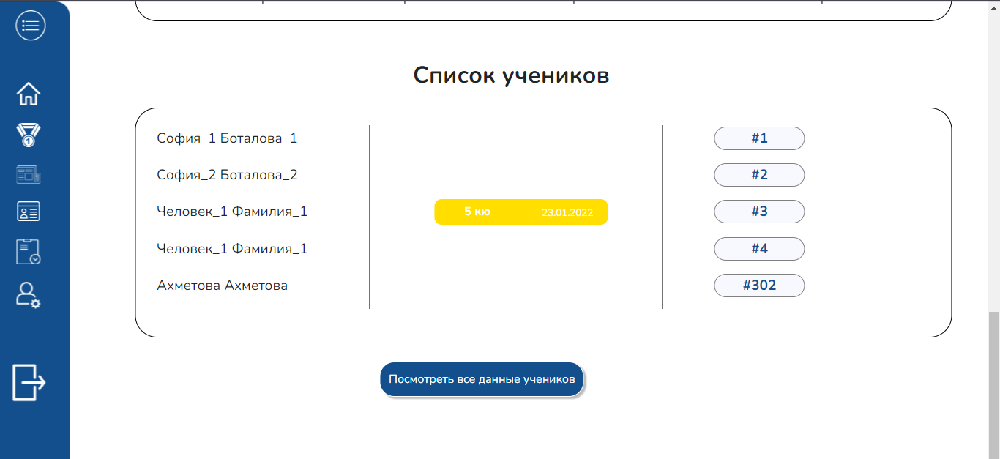 Список учеников
София_1 Боталова_1 #1
София_2 Боталова_2 #2
Человек_1 Фамилия_1 5 кю 23.01.2022 #3
Человек_1 Фамилия_1 #4
Ахметова Ахметова #302
Посмотреть все данные учеников